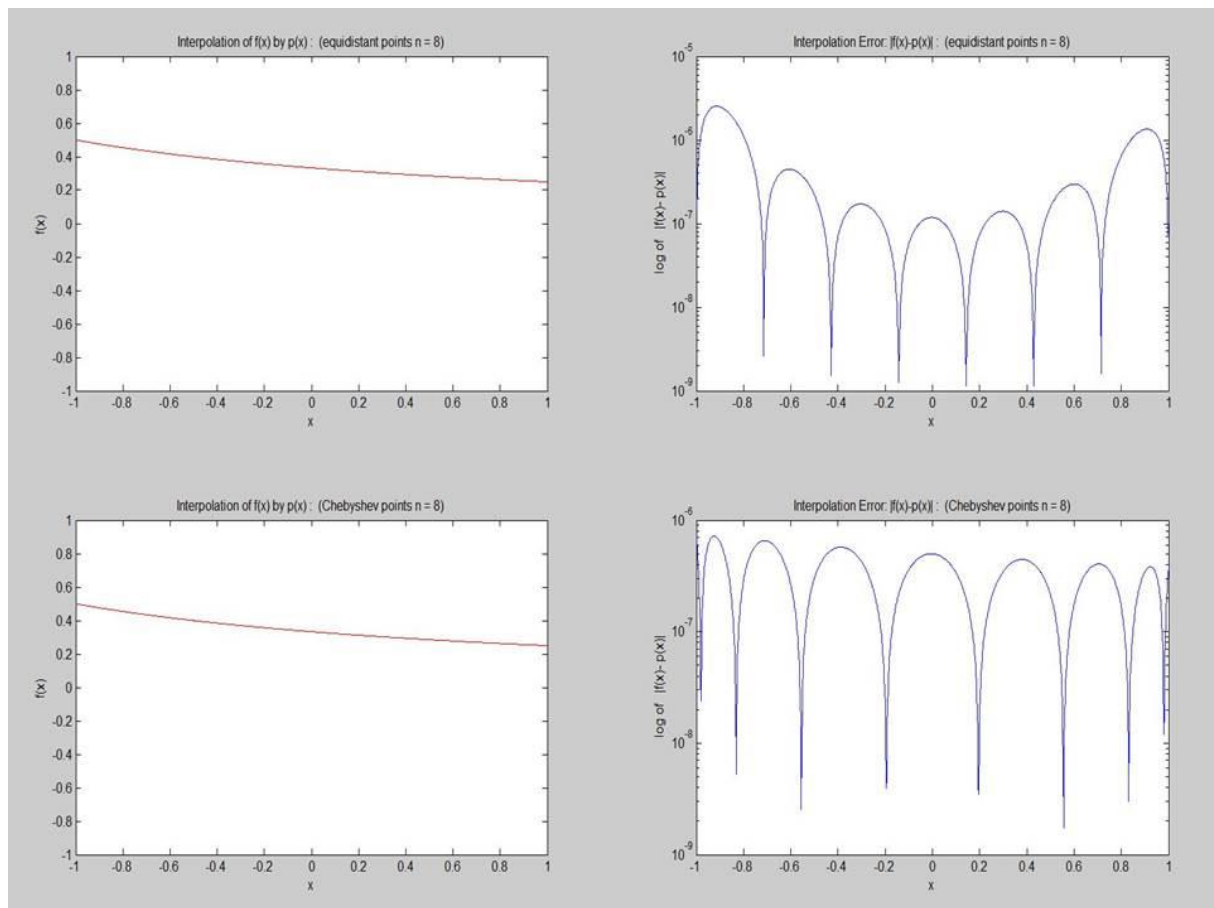 Interpolation of f(x) by p(x) : (equidistant points n = 8)
1
0.8
0.6
0.4
0.2
0
-0.2
-0.4
-0.6
-0.8
-1
f(x)
-1 -0.8 -0.6 -0.4 -0.2 0 0.2 0.4 0.6 0.8 1
x
Interpolation Error: |f(x)-p(x)| : (equidistant points n = 8)
10^-5
10^-6
10^-7
10^-8
10^-9
log of |f(x)- p(x)|
-1 -0.8 -0.6 -0.4 -0.2 0 0.2 0.4 0.6 0.8 1
x
Interpolation of f(x) by p(x) : (Chebyshev points n = 8)
1
0.8
0.6
0.4
0.2
0
-0.2
-0.4
-0.6
-0.8
-1
f(x)
-1 -0.8 -0.6 -0.4 -0.2 0 0.2 0.4 0.6 0.8 1
x
Interpolation Error: |f(x)-p(x)| : (Chebyshev points n = 8)
10^-6
10^-7
10^-8
10^-9
log of |f(x)- p(x)|
-1 -0.8 -0.6 -0.4 -0.2 0 0.2 0.4 0.6 0.8 1
x